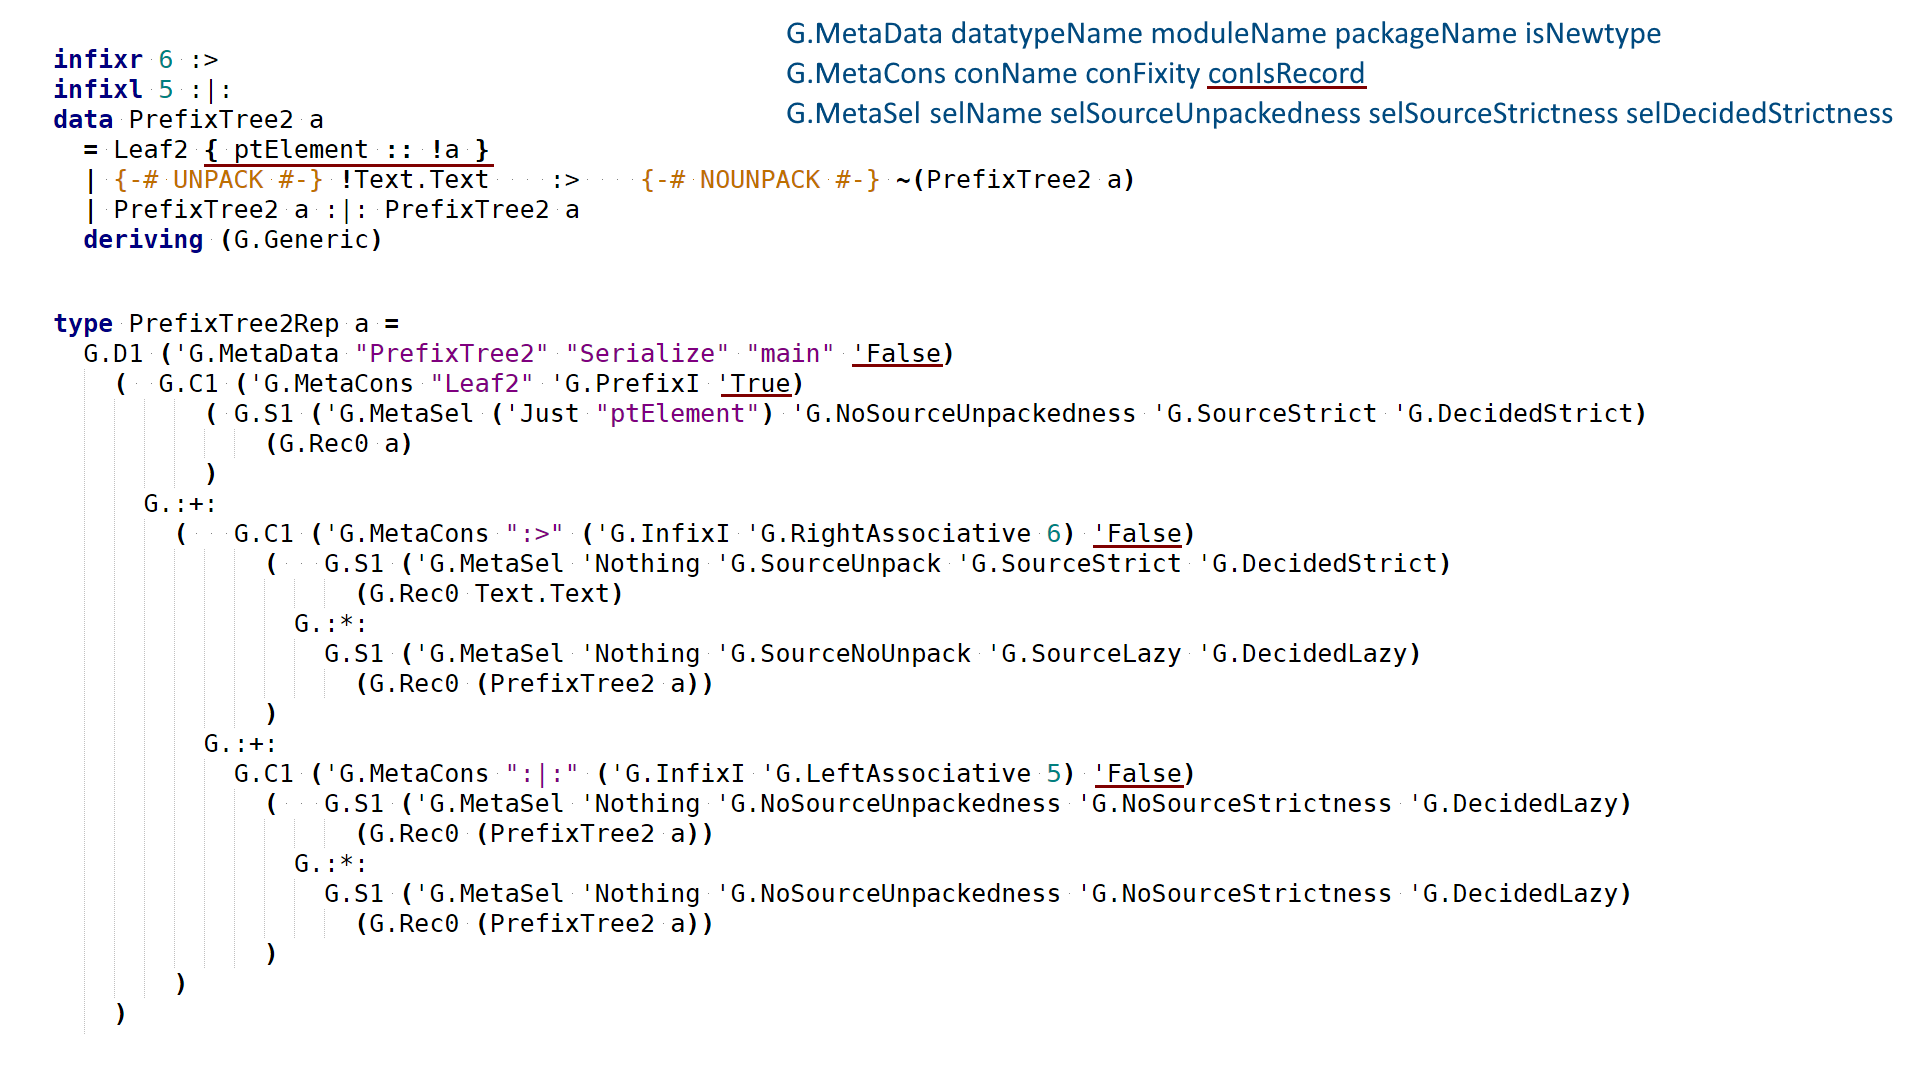 G.MetaData datatypeName moduleName packageName isNewtype
G.MetaCons conName conFixity conIsRecord
G.MetaSel selName selSourceUnpackedness selSourceStrictness selDecidedStrictness
infixr 6 :>
infixl 5 :|:
data PrefixTree2 a
= Leaf2 { ptElement :: !a }
| {-# UNPACK #-} !Text.Text :> {-# NOUNPACK #-} ~(PrefixTree2 a)
| PrefixTree2 a :|: PrefixTree2 a
deriving (G.Generic)
type PrefixTree2Rep a =
G.D1 ('G.MetaData "PrefixTree2" "Serialize" "main" 'False)
( G.C1 ('G.MetaCons "Leaf2" 'G.PrefixI 'True)
( G.S1 ('G.MetaSel ('Just "ptElement") 'G.NoSourceUnpackedness 'G.SourceStrict 'G.DecidedStrict)
(G.Rec0 a)
)
G.:+:
( G.C1 ('G.MetaCons ":>" ('G.InfixI 'G.RightAssociative 6) 'False)
( G.S1 ('G.MetaSel 'Nothing 'G.SourceUnpack 'G.SourceStrict 'G.DecidedStrict)
(G.Rec0 Text.Text)
G.:*:
G.S1 ('G.MetaSel 'Nothing 'G.SourceNoUnpack 'G.SourceLazy 'G.DecidedLazy)
(G.Rec0 (PrefixTree2 a))
)
G.:+:
G.C1 ('G.MetaCons ":|:" ('G.InfixI 'G.LeftAssociative 5) 'False)
( G.S1 ('G.MetaSel 'Nothing 'G.NoSourceUnpackedness 'G.NoSourceStrictness 'G.DecidedLazy)
(G.Rec0 (PrefixTree2 a))
G.:*:
G.S1 ('G.MetaSel 'Nothing 'G.NoSourceUnpackedness 'G.NoSourceStrictness 'G.DecidedLazy)
(G.Rec0 (PrefixTree2 a))
)
)
)